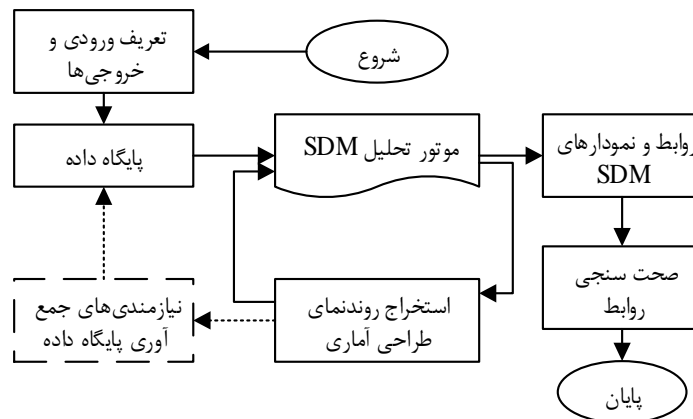 تعریف ورودی و
خروجی‌ها
شروع
پایگاه داده
موتور تحلیل SDM
روابط و نمودارهای
SDM
نیازمندی‌های جمع
آوری پایگاه داده
استخراج روندنمای
طراحی آماری
صحت سنجی
روابط
پایان